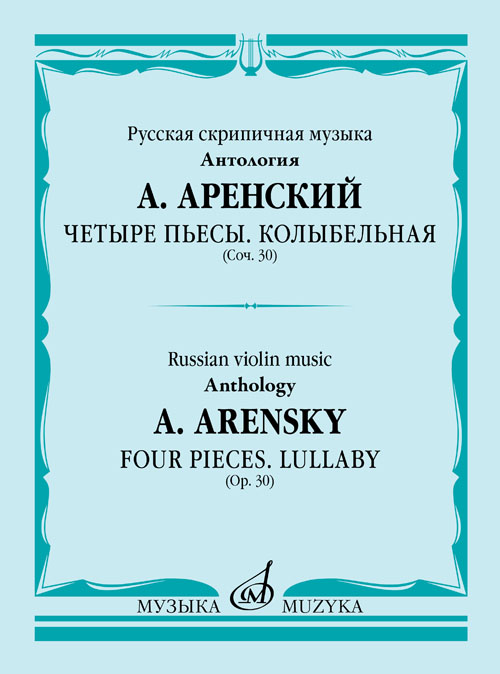 Русская скрипичная музыка
Антология
А. АРЕНСКИЙ
ЧЕТЫРЕ ПЬЕСЫ. КОЛЫБЕЛЬНАЯ
(Соч. 30)
Russian violin music
Anthology
A. ARENSKY
FOUR PIECES. LULLABY
(Op. 30)
МУЗЫКА М MUZYKA